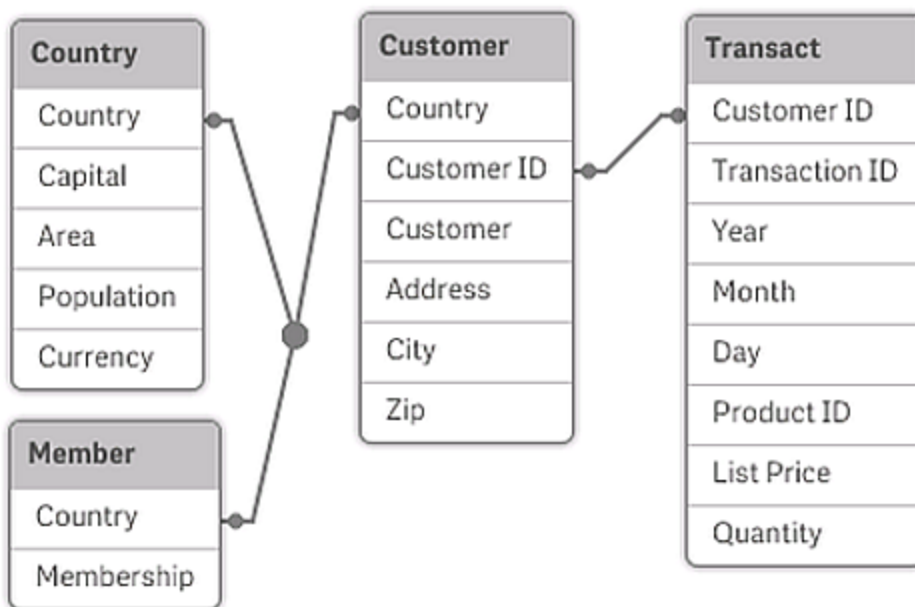 Country
Country
Capital
Area
Population
Currency
Member
Country
Membership
Customer
Country
Customer ID
Customer
Address
City
Zip
Transact
Customer ID
Transaction ID
Year
Month
Day
Product ID
List Price
Quantity